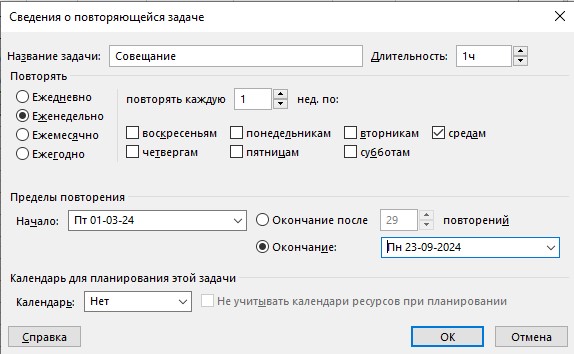 Сведения о повторяющейся задаче
Название задачи: Совещание Длительность: 1ч
Повторять
Ежедневно
Еженедельно
Ежемесячно
Ежегодно
повторять каждую 1 нед. по:
воскресеньям понедельникам вторникам средам
четвергам пятницам субботам
Пределы повторения
Начало: Пт 01-03-24 Окончание после 29 повторений
Окончание: Пн 23-09-2024
Календарь для планирования этой задачи
Календарь: Нет Не учитывать календари ресурсов при планировании
Справка ОК Отмена